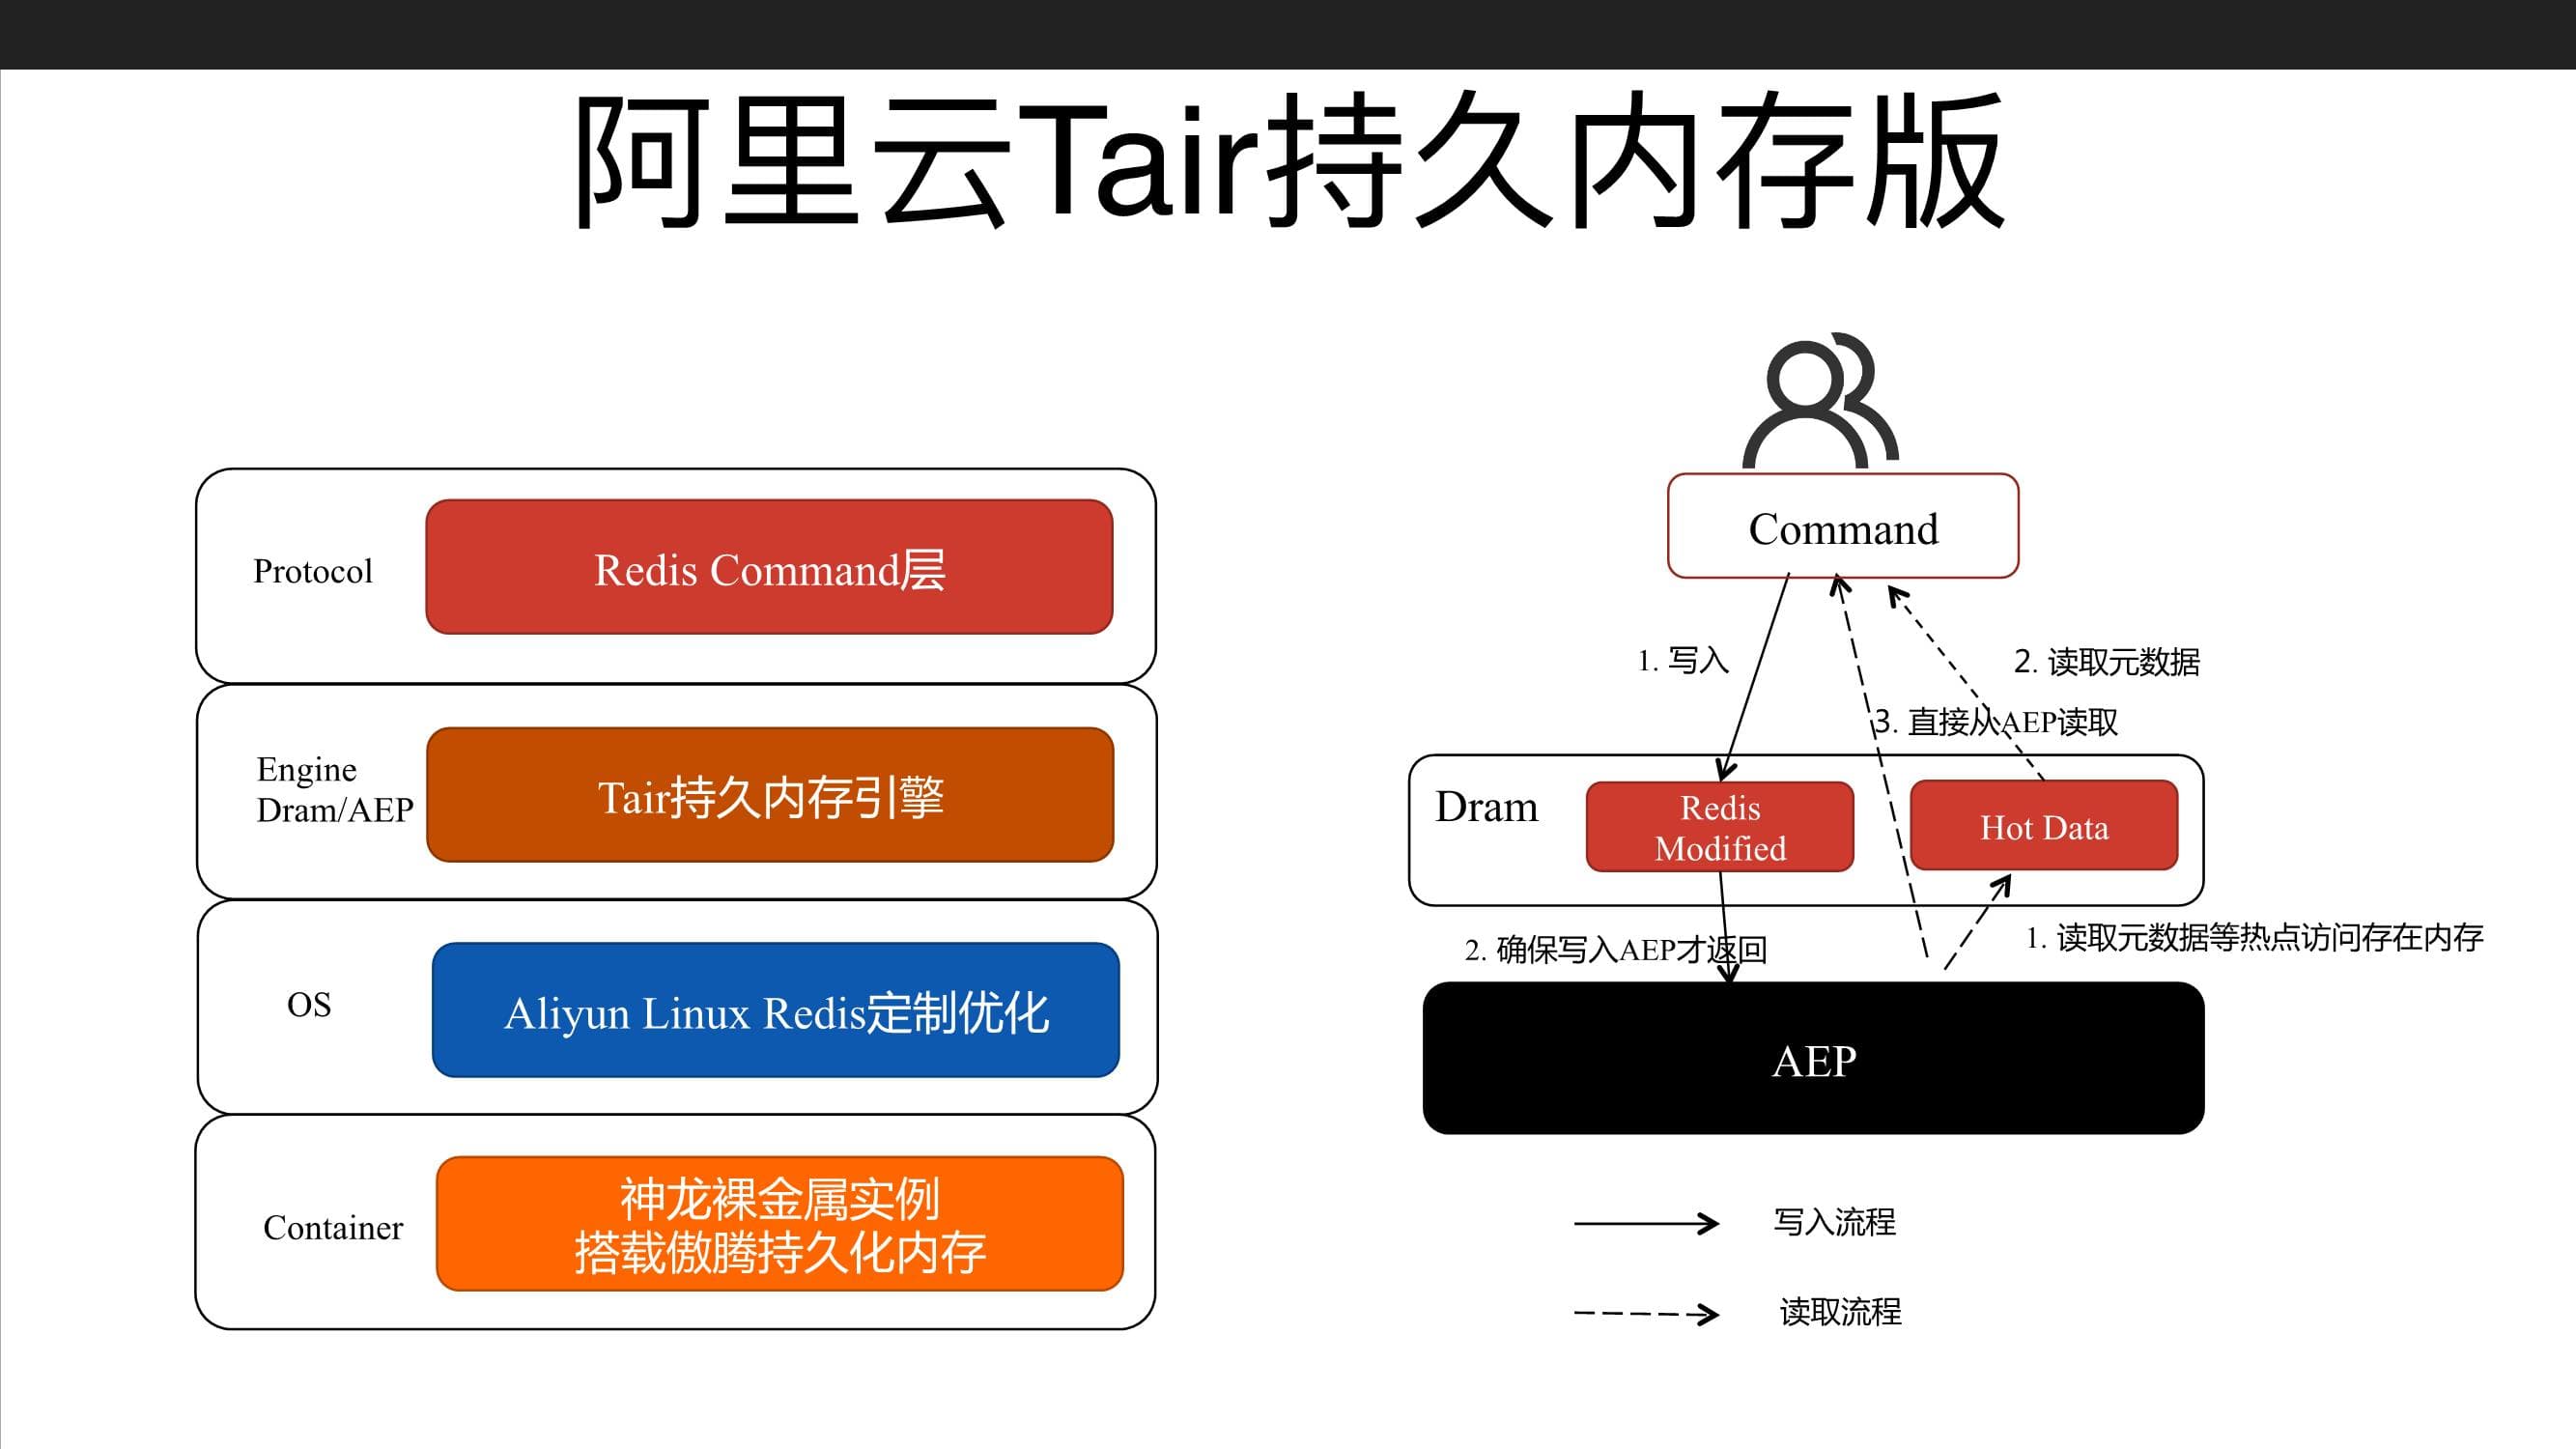 阿里云Tair持久内存版
Protocol
Redis Command层
Engine
Dram/AEP
Tair持久内存引擎
OS
Aliyun Linux Redis定制优化
Container
神龙裸金属实例
搭载傲腾持久化内存
Command
1. 写入
2. 读取元数据
3. 直接从AEP读取
Dram
Redis
Modified
Hot Data
2. 确保写入AEP才返回
1. 读取元数据等热点访问存在内存
AEP
写入流程
读取流程